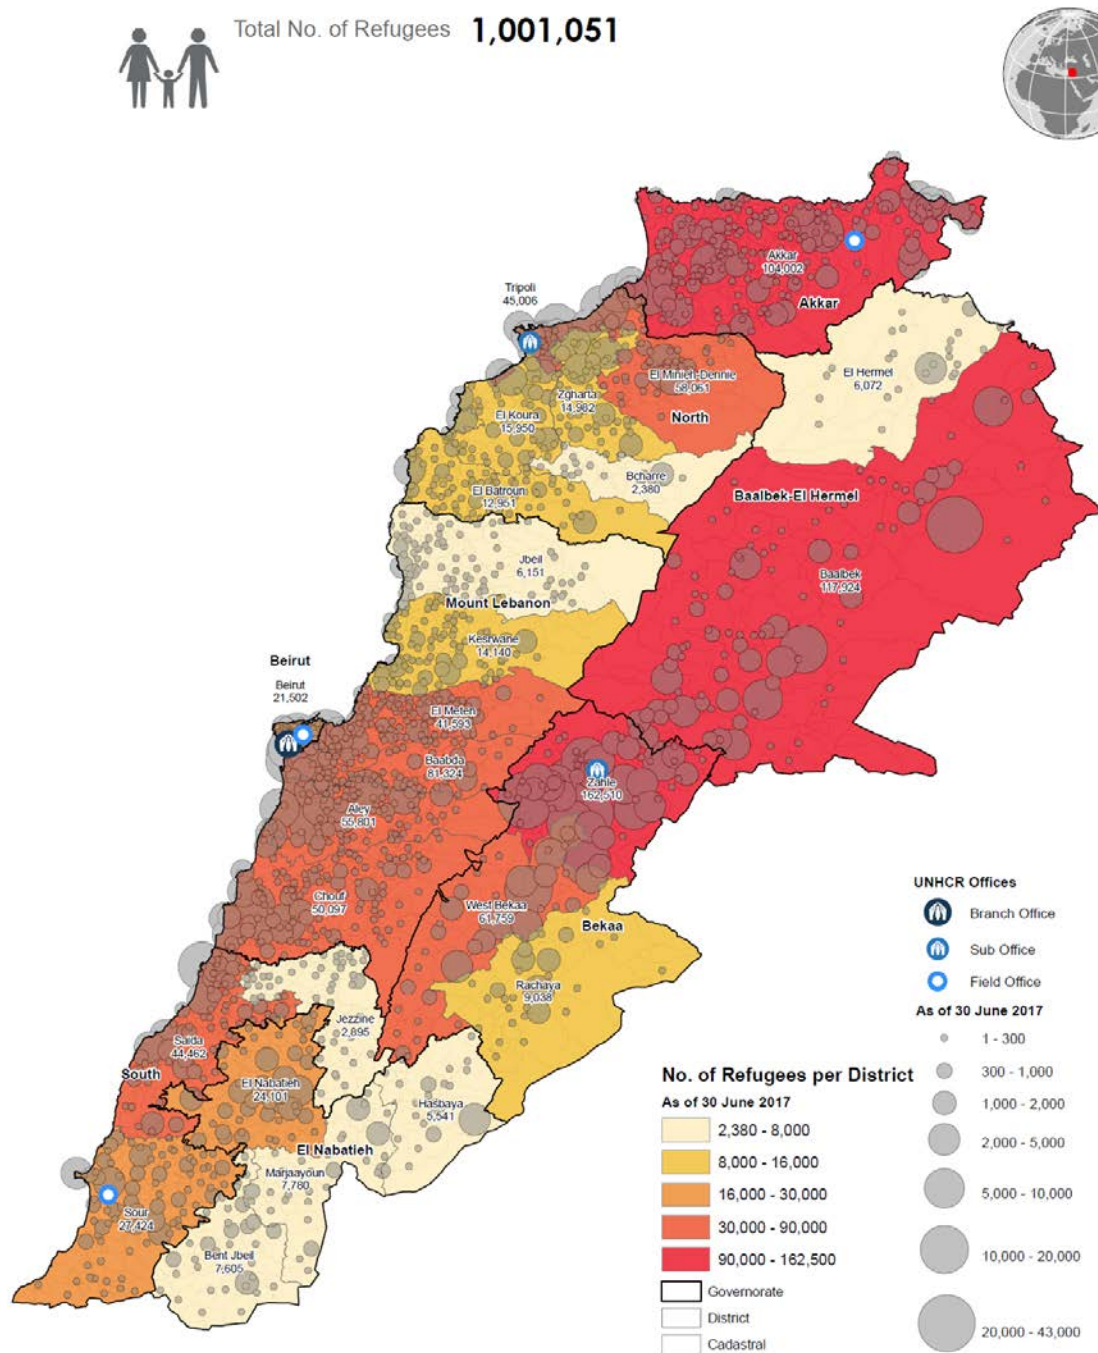 Total No. of Refugees 1,001,051
Akkar
104,002
Akkar
Tripoli
45,006
El Hermel
6,072
El Minieh-Dennie
58,061
Zgharta
14,982
El Koura
15,950
North
Bcharre
2,380
El Batroun
12,951
Baalbek-El Hermel
Jbeil
6,151
Baalbek
117,924
Mount Lebanon
Keshwane
14,140
Beirut
Beirut
21,502
El Meten
41,593
Baabda
81,324
Zahle
162,510
Aley
55,801
Chouf
50,097
West Bekaa
61,759
Bekaa
Rachaya
9,038
Jezzine
2,895
Saida
44,462
South
El Nabatieh
24,101
Hasbaya
5,541
El Nabatieh
Marjaayoun
7,780
Sour
27,424
Bent Jbeil
7,605
UNHCR Offices
Branch Office
Sub Office
Field Office
As of 30 June 2017
1 - 300
300 - 1,000
1,000 - 2,000
2,000 - 5,000
5,000 - 10,000
10,000 - 20,000
20,000 - 43,000
No. of Refugees per District
As of 30 June 2017
2,380 - 8,000
8,000 - 16,000
16,000 - 30,000
30,000 - 90,000
90,000 - 162,500
Governorate
District
Cadastral